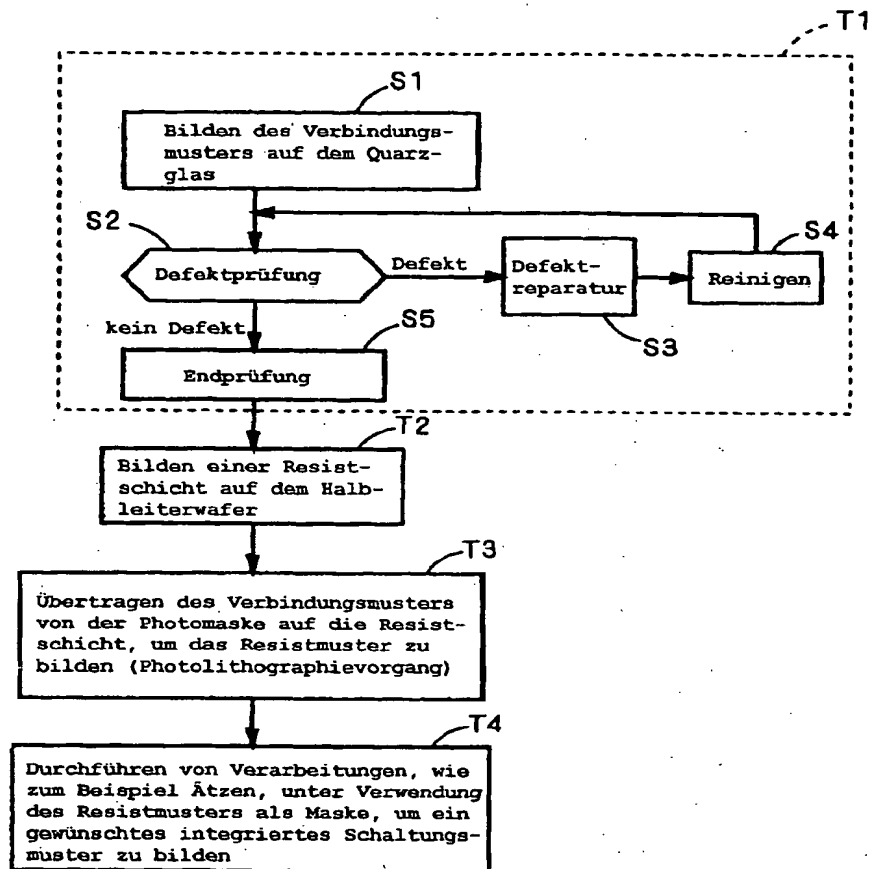 T1
S1
Bilden des Verbindungs-
musters auf dem Quarz-
glas
S2
Defektprüfung
Defekt
Defekt-
reparatur
S3
S4
Reinigen
kein Defekt
S5
Endprüfung
T2
Bilden einer Resist-
schicht auf dem Halb-
leiterwafer
T3
Übertragen des Verbindungsmusters
von der Photomaske auf die Resist-
schicht, um das Resistmuster zu
bilden (Photolithographievorgang)
T4
Durchführen von Verarbeitungen, wie
zum Beispiel Ätzen, unter Verwendung
des Resistmusters als Maske, um ein
gewünschtes integriertes Schaltungs-
muster zu bilden